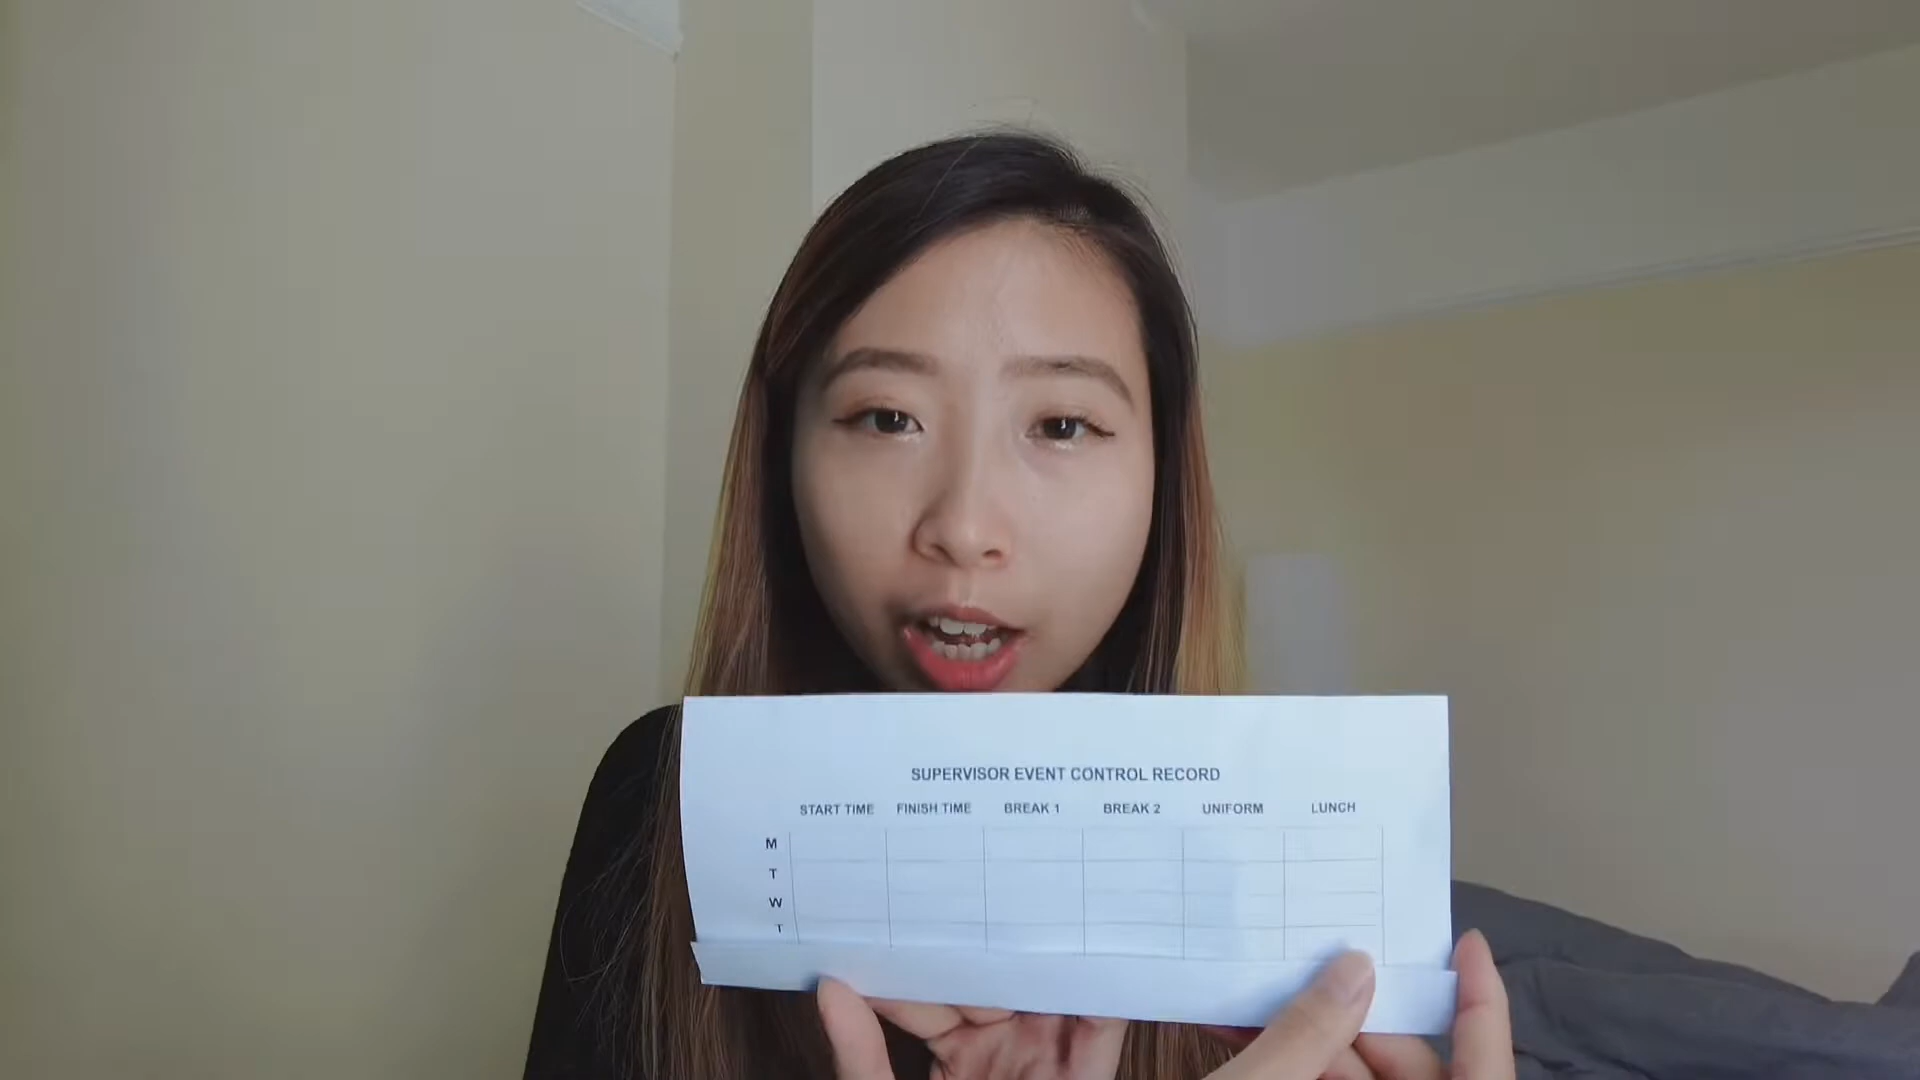 SUPERVISOR EVENT CONTROL RECORD
START TIME FINISH TIME BREAK 1 BREAK 2 UNIFORM LUNCH
M
T
W
T